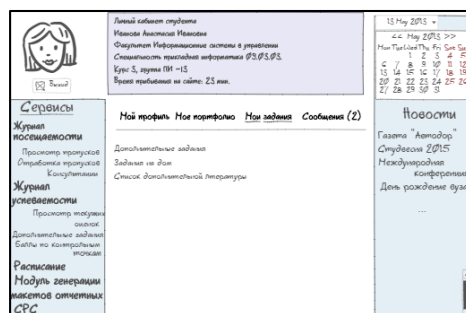 Личный кабинет студента
Иванова Анастасия Ивановна
Факультет Информационные системы в управлении
Специальность прикладная информатика 09.03.03.
Курс 3, группа ПИ -13
Время пребывания на сайте: 23 мин.
Выход
13 May 2013
<< May 2013 >>
Mon Tue Wed Thu Fri Sat Sun
1 2 3 4 5
6 7 8 9 10 11 12
13 14 15 16 17 18 19
20 21 22 23 24 25 26
27 28 29 30 31
Сервисы
Журнал
посещаемости
Просмотр пропусков
Отработка пропусков
Консультации
Журнал
успеваемости
Просмотр текущих
оценок
Дополнительные задания
Баллы по контрольным
точкам
Расписание
Модуль генерации
макетов отчетных
СРС
Мой профиль Мое портфолио Мои задания Сообщения (2)
Дополнительные задания
Задания на дом
Список дополнительной литературы
Новости
Газета "Автодор"
Студвесна 2015
Международная
конференция
День рождение вуза
...